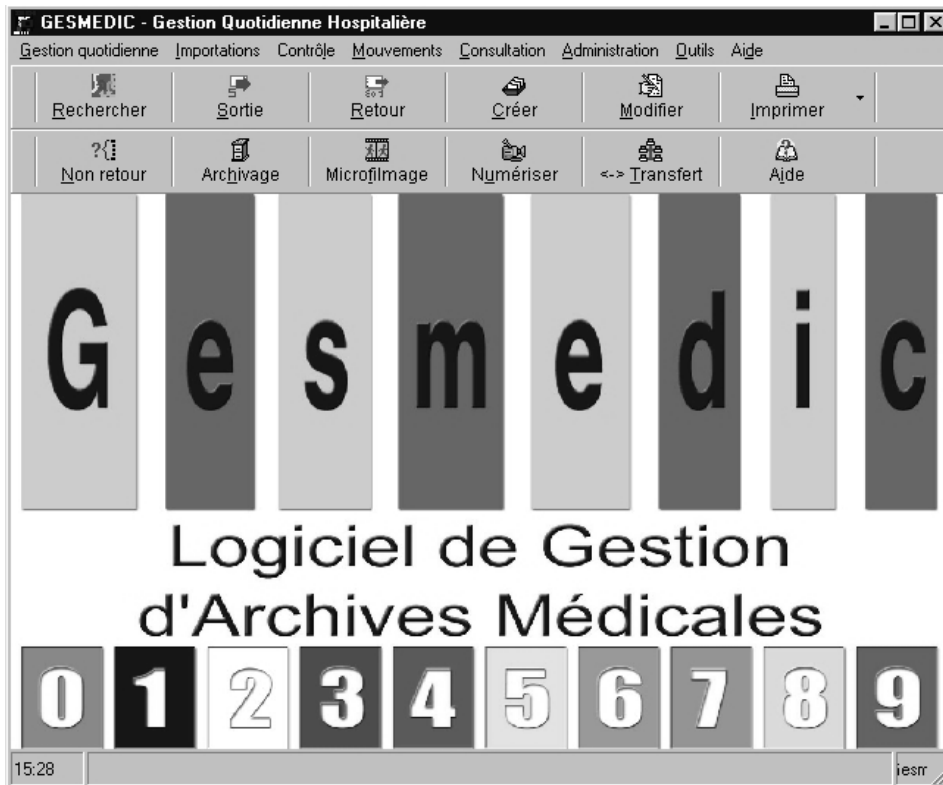 GESMEDIC - Gestion Quotidienne Hospitalière
Gestion quotidienne Importations Contrôle Mouvements Consultation Administration Outils Aide
Rechercher Sortie Retour Créer Modifier Imprimer
Non retour Archivage Microfilmage Numériser <-> Transfert Aide
Gesmedic
Logiciel de Gestion
d'Archives Médicales
0 1 2 3 4 5 6 7 8 9
15:28